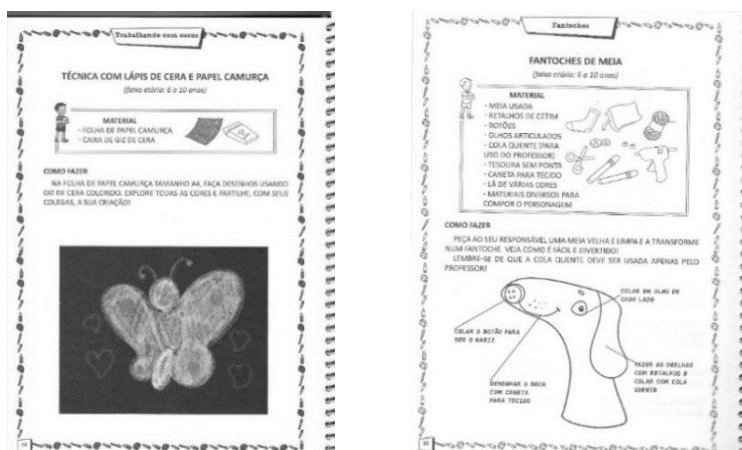 Trabalhando com cores
TÉCNICA COM LÁPIS DE CERA E PAPEL CAMURÇA
(faixa etária: 6 a 10 anos)
MATERIAL
- FOLHA DE PAPEL CAMURÇA
- CAIXA DE GIZ DE CERA
COMO FAZER
NA FOLHA DE PAPEL CAMURÇA TAMANHO A4, FAÇA DESENHOS USANDO
GIZ DE CERA COLORIDO. EXPLORE TODAS AS CORES E PARTILHE, COM SEUS
COLEGAS, A SUA CRIAÇÃO!
Fantoches
FANTOCHES DE MEIA
(faixa etária: 6 a 10 anos)
MATERIAL
- MEIA USADA
- RETALHOS DE CETIM
- BOTÕES
- OLHOS ARTICULADOS
- COLA QUENTE (PARA
USO DO PROFESSOR)
- TESOURA SEM PONTA
- CANETA PARA TECIDO
- LÃ DE VÁRIAS CORES
- MATERIAIS DIVERSOS PARA
COMPOR O PERSONAGEM
COMO FAZER
PEÇA AO SEU RESPONSÁVEL UMA MEIA VELHA E LIMPA E A TRANSFORME
NUM FANTOCHE. VEJA COMO É FÁCIL E DIVERTIDO!
LEMBRE-SE DE QUE A COLA QUENTE DEVE SER USADA APENAS PELO
PROFESSOR!
COLAR UM OLHO DE
CADA LADO
COLAR O BOTÃO PARA
SER O NARIZ
FAZER AS ORELHAS
COM RETALHOS E
COLAR COM COLA
QUENTE
DESENHAR A BOCA
COM CANETA
PARA TECIDO